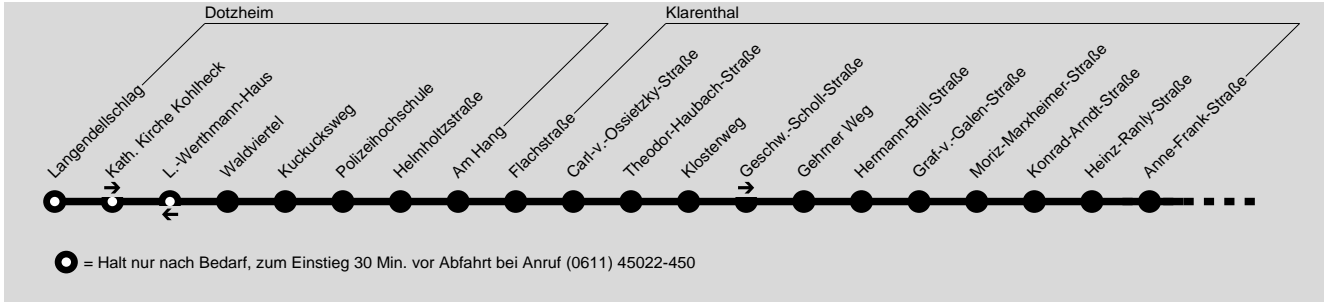 Dotzheim
Klarenthal
Langendellschlag
Kath. Kirche Kohlheck
L.-Werthmann-Haus
Waldviertel
Kuckucksweg
Polizeihochschule
Helmholtzstraße
Am Hang
Flachstraße
Carl-v.-Ossietzky-Straße
Theodor-Haubach-Straße
Klosterweg
Geschw.-Scholl-Straße
Gehrner Weg
Hermann-Brill-Straße
Graf-v.-Galen-Straße
Moriz-Marxheimer-Straße
Konrad-Arndt-Straße
Heinz-Ranly-Straße
Anne-Frank-Straße
= Halt nur nach Bedarf, zum Einstieg 30 Min. vor Abfahrt bei Anruf (0611) 45022-450